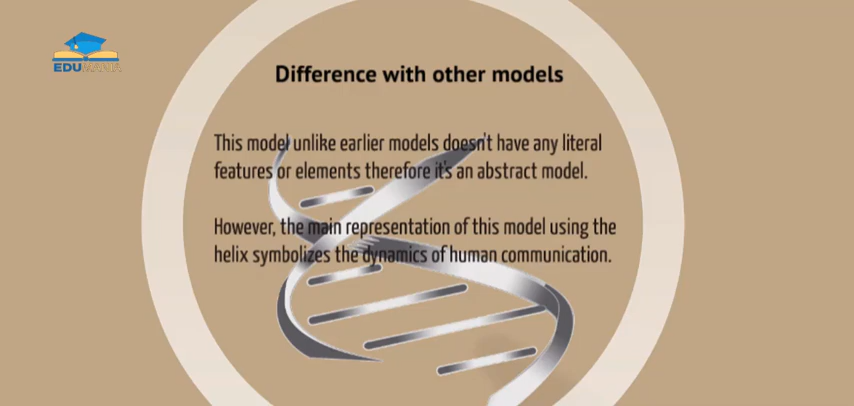 EDUMANIA
Difference with other models
This model unlike earlier models doesn't have any literal
features or elements therefore it's an abstract model.
However, the main representation of this model using the
helix symbolizes the dynamics of human communication.